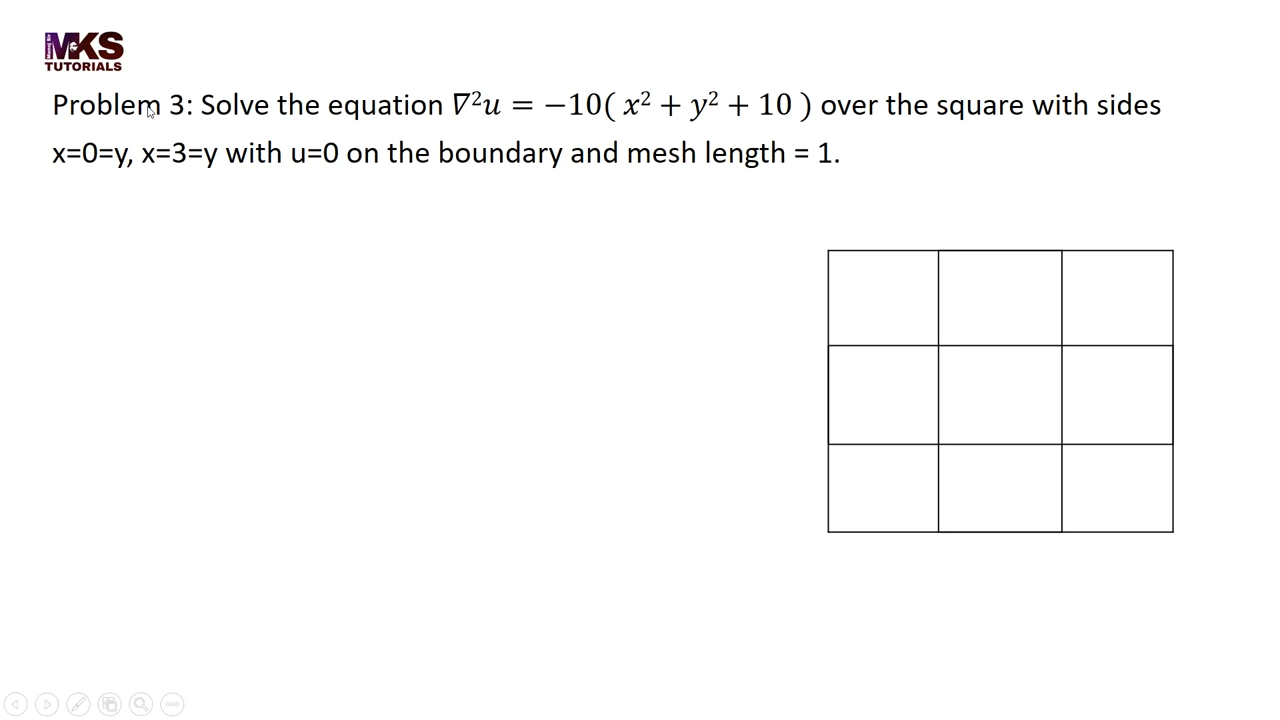 MKS
TUTORIALS
Problem 3: Solve the equation ∇²u = −10( x² + y² + 10 ) over the square with sides
x=0=y, x=3=y with u=0 on the boundary and mesh length = 1.